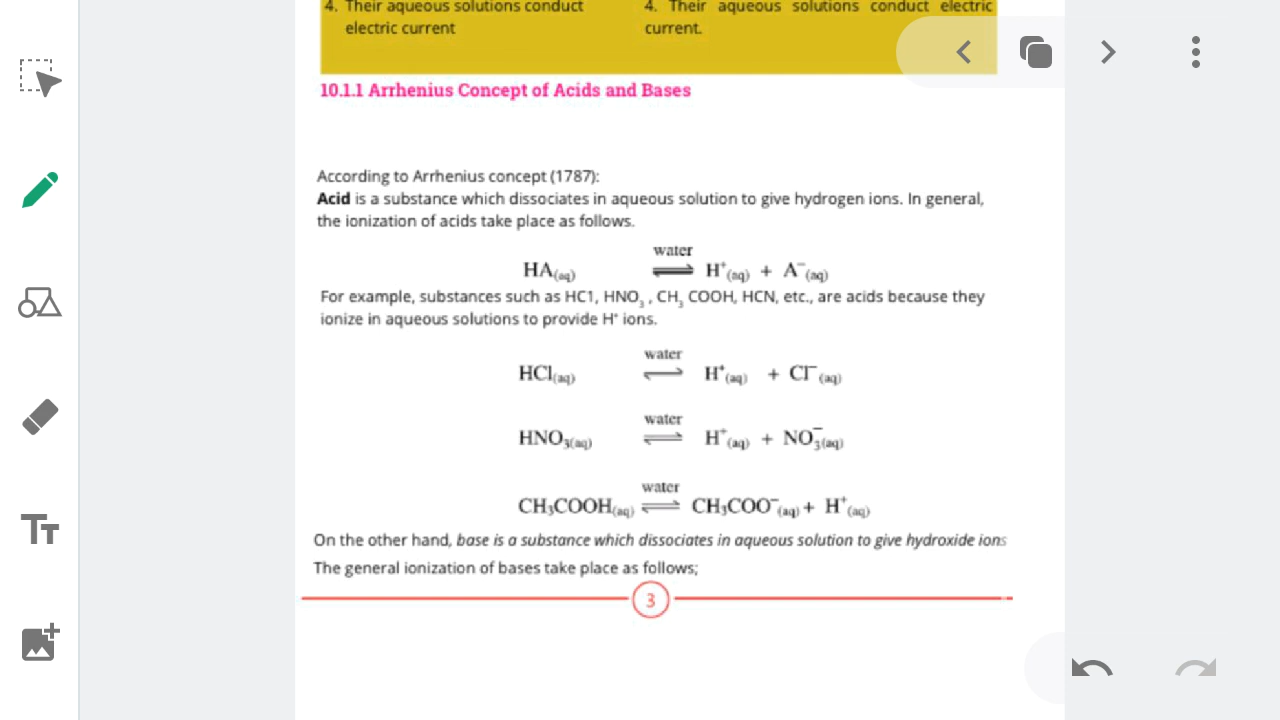 4. Their aqueous solutions conduct electric current
4. Their aqueous solutions conduct electric current.
10.1.1 Arrhenius Concept of Acids and Bases
According to Arrhenius concept (1787):
Acid is a substance which dissociates in aqueous solution to give hydrogen ions. In general,
the ionization of acids take place as follows.
water
HA(aq) ⇌ H⁺(aq) + A⁻(aq)
For example, substances such as HC1, HNO₃ , CH₃ COOH, HCN, etc., are acids because they
ionize in aqueous solutions to provide H⁺ ions.
water
HCl(aq) ⇌ H⁺(aq) + Cl⁻(aq)
water
HNO₃(aq) ⇌ H⁺(aq) + NO₃⁻(aq)
water
CH₃COOH(aq) ⇌ CH₃COO⁻(aq) + H⁺(aq)
On the other hand, base is a substance which dissociates in aqueous solution to give hydroxide ions
The general ionization of bases take place as follows;
3
TT